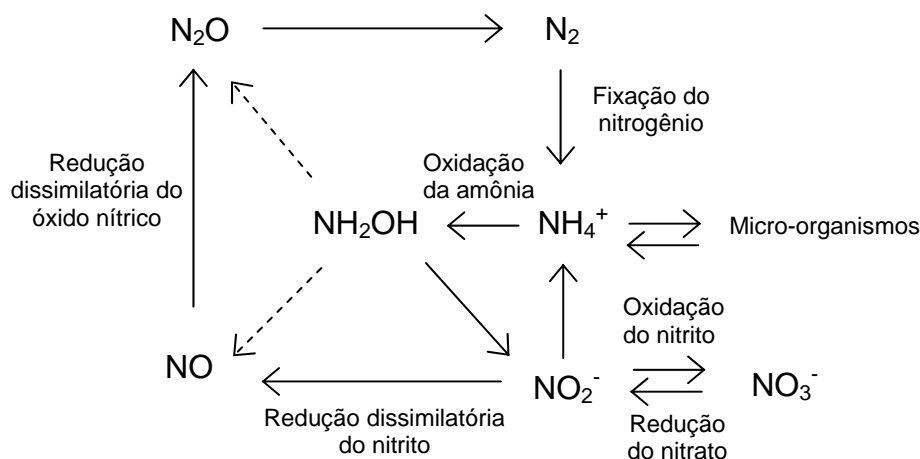 N₂O
N₂
Fixação do
nitrogênio
Redução
dissimilatória do
óxido nítrico
Oxidação
da amônia
NH₂OH
NH₄⁺
Micro-organismos
Oxidação
do nitrito
NO
NO₂⁻
NO₃⁻
Redução dissimilatória
do nitrito
Redução
do nitrato